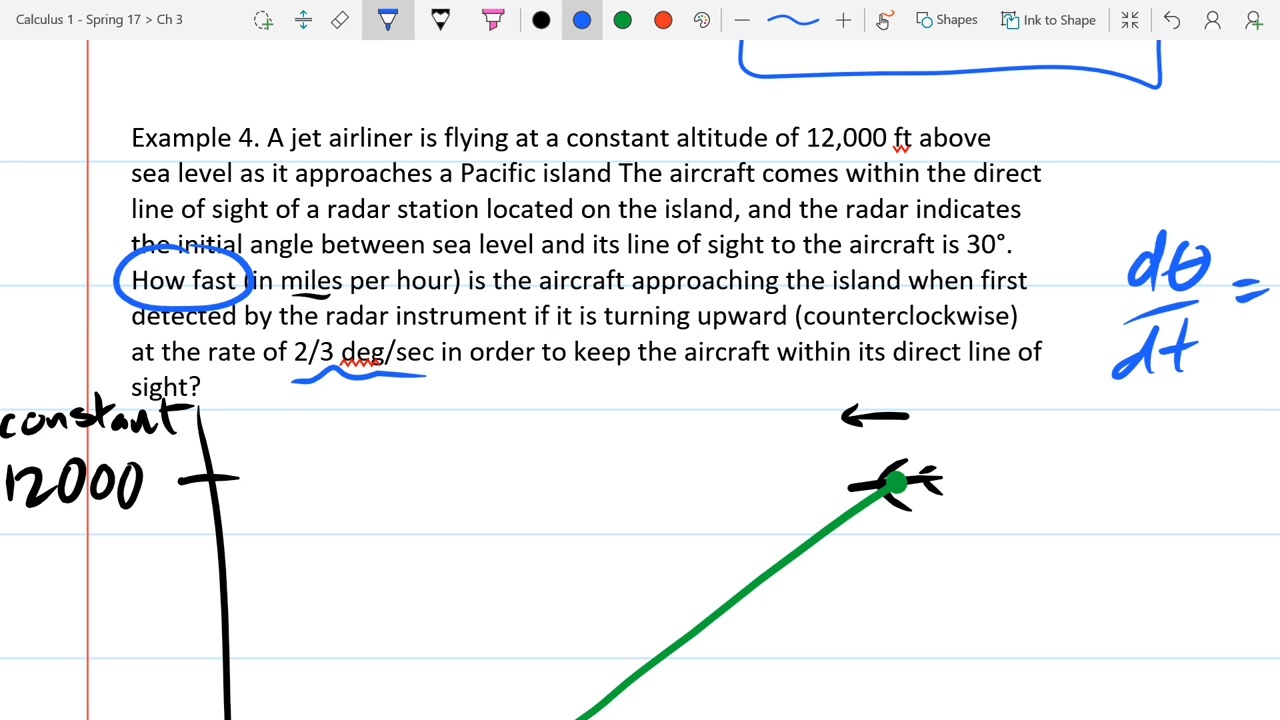 Calculus 1 - Spring 17 > Ch 3
Shapes
Ink to Shape
Example 4. A jet airliner is flying at a constant altitude of 12,000 ft above
sea level as it approaches a Pacific island The aircraft comes within the direct
line of sight of a radar station located on the island, and the radar indicates
the initial angle between sea level and its line of sight to the aircraft is 30°.
How fast (in miles per hour) is the aircraft approaching the island when first
detected by the radar instrument if it is turning upward (counterclockwise)
at the rate of 2/3 deg/sec in order to keep the aircraft within its direct line of
sight?
dθ/dt =
constant
12000